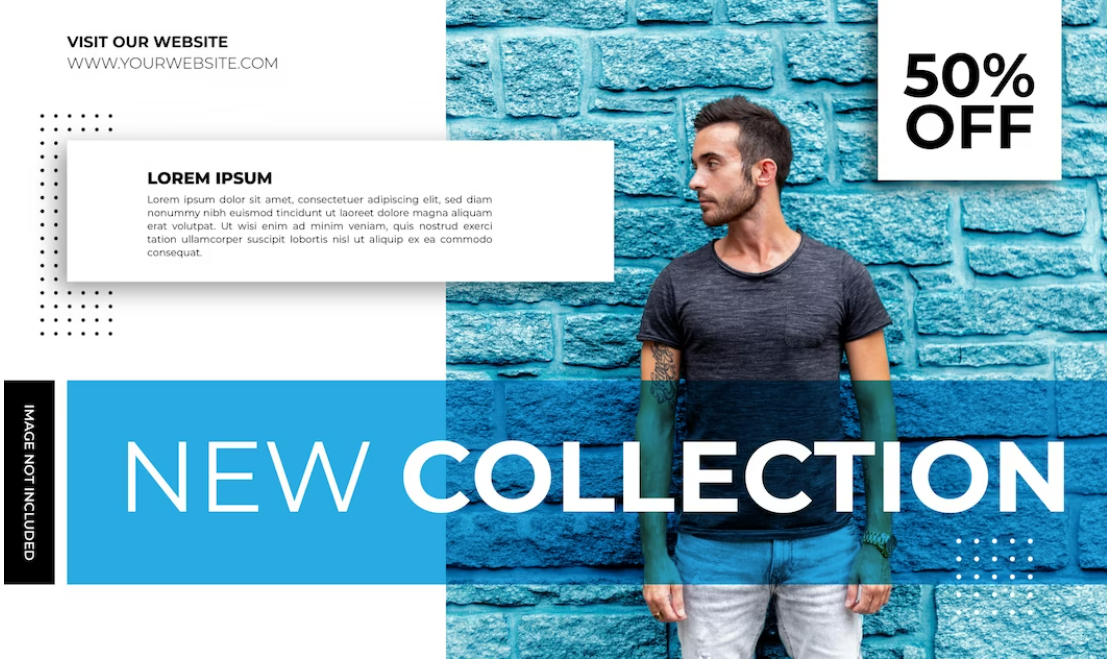 VISIT OUR WEBSITE
WWW.YOURWEBSITE.COM
50%
OFF
LOREM IPSUM
Lorem ipsum dolor sit amet, consectetuer adipiscing elit, sed diam
nonummy nibh euismod tincidunt ut laoreet dolore magna aliquam
erat volutpat. Ut wisi enim ad minim veniam, quis nostrud exerci
tation ullamcorper suscipit lobortis nisl ut aliquip ex ea commodo
consequat.
IMAGE NOT INCLUDED
NEW COLLECTION